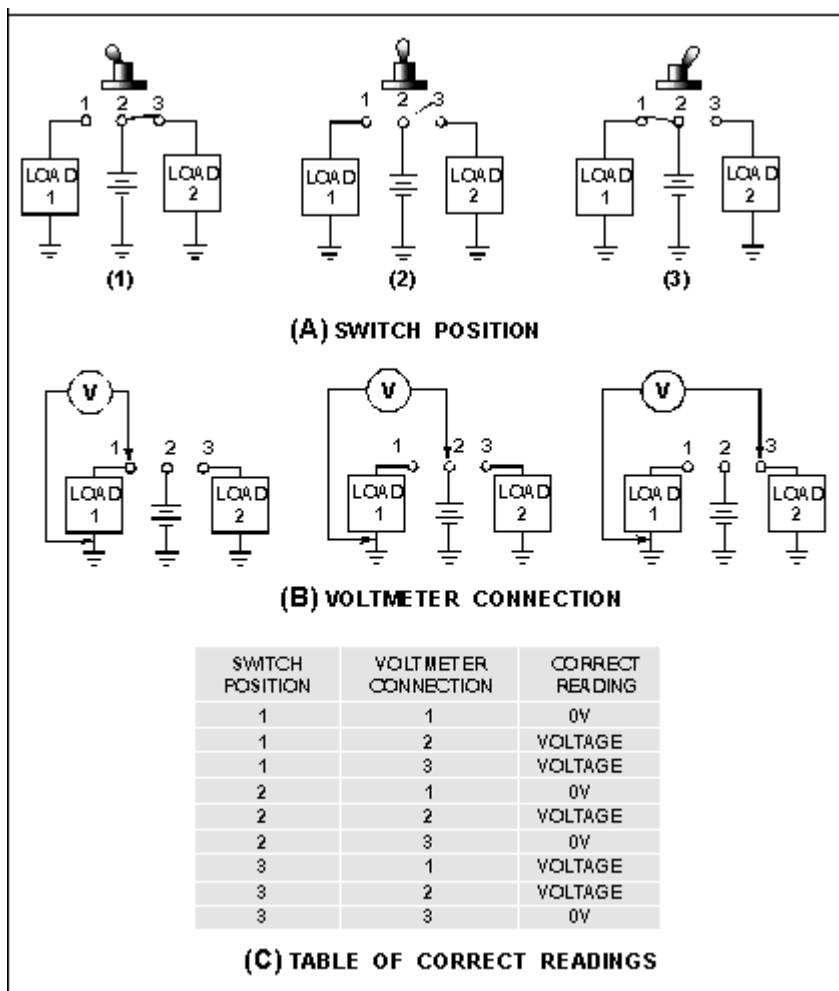 1 2 3
LOAD
1
LOAD
2
(1)
1 2 3
LOAD
1
LOAD
2
(2)
1 2 3
LOAD
1
LOAD
2
(3)
(A) SWITCH POSITION
V
1 2 3
LOAD
1
LOAD
2
V
1 2 3
LOAD
1
LOAD
2
V
1 2 3
LOAD
1
LOAD
2
(B) VOLTMETER CONNECTION
SWITCH POSITION VOLTMETER CONNECTION CORRECT READING
1 1 0V
1 2 VOLTAGE
1 3 VOLTAGE
2 1 0V
2 2 VOLTAGE
2 3 0V
3 1 VOLTAGE
3 2 VOLTAGE
3 3 0V
(C) TABLE OF CORRECT READINGS